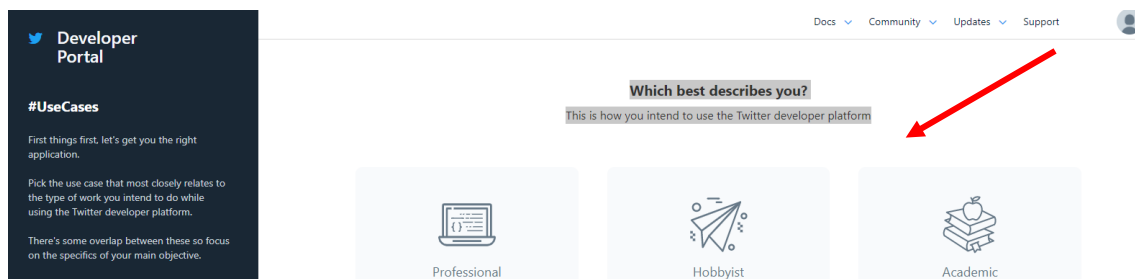 Developer
Portal
Docs
Community
Updates
Support
#UseCases
First things first, let's get you the right
application.
Pick the use case that most closely relates to
the type of work you intend to do while
using the Twitter developer platform.
There's some overlap between these so focus
on the specifics of your main objective.
Which best describes you?
This is how you intend to use the Twitter developer platform
{ }
Professional
Hobbyist
Academic